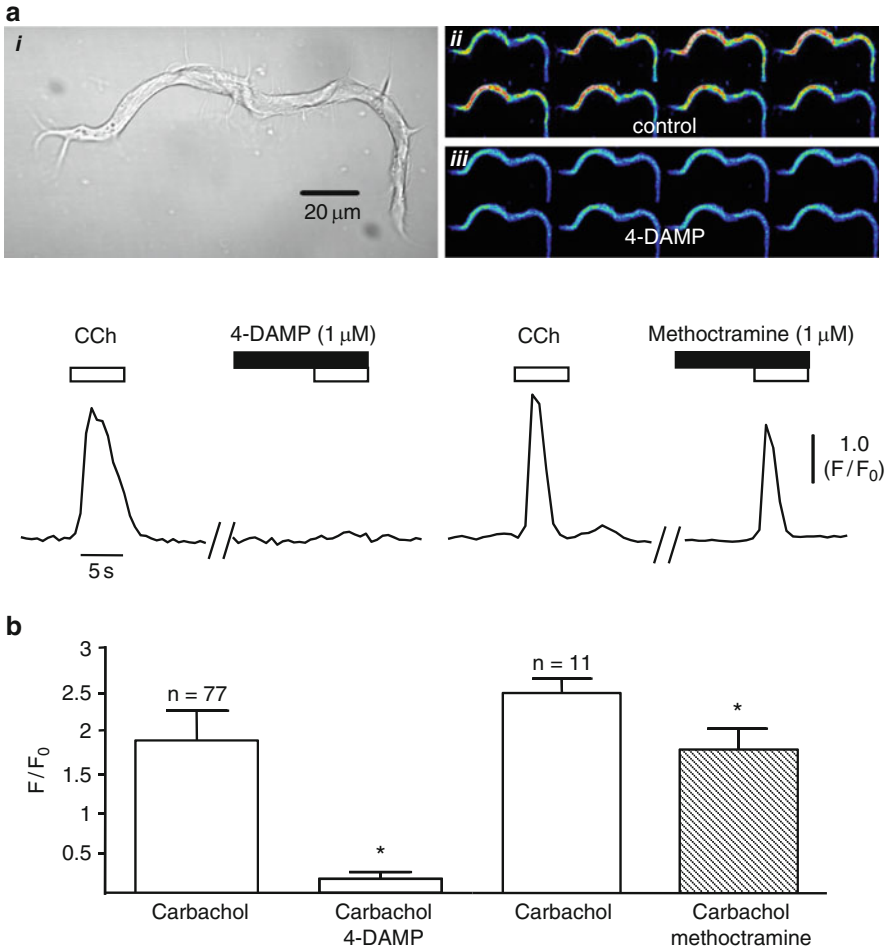 a
i
20 μm
ii
control
iii
4-DAMP
CCh
4-DAMP (1 μM)
CCh
Methoctramine (1 μM)
1.0
(F/F0)
5 s
b
3
2.5
2
1.5
1
0.5
F/F0
n = 77
*
n = 11
*
Carbachol
Carbachol
4-DAMP
Carbachol
Carbachol
methoctramine